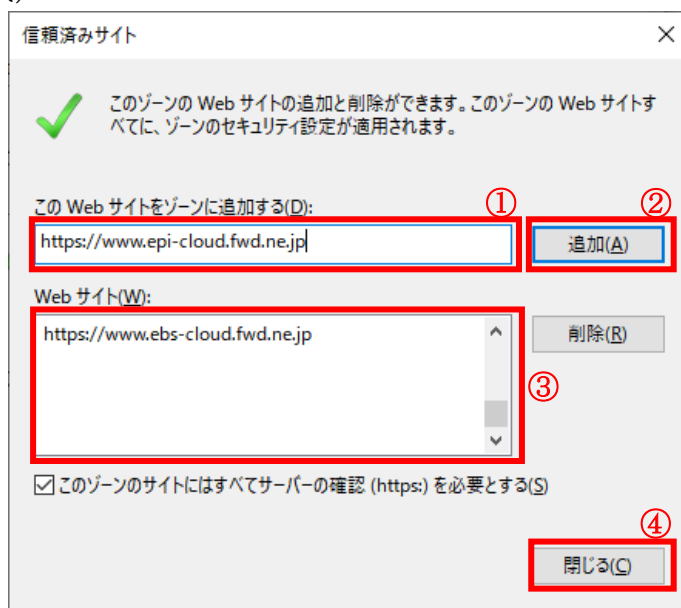 信頼済みサイト
このゾーンの Web サイトの追加と削除ができます。このゾーンの Web サイトす
べてに、ゾーンのセキュリティ設定が適用されます。
この Web サイトをゾーンに追加する(D): ① ②
https://www.epi-cloud.fwd.ne.jp 追加(A)
Web サイト(W):
https://www.ebs-cloud.fwd.ne.jp 削除(R)
③
このゾーンのサイトにはすべてサーバーの確認 (https:) を必要とする(S)
④
閉じる(C)